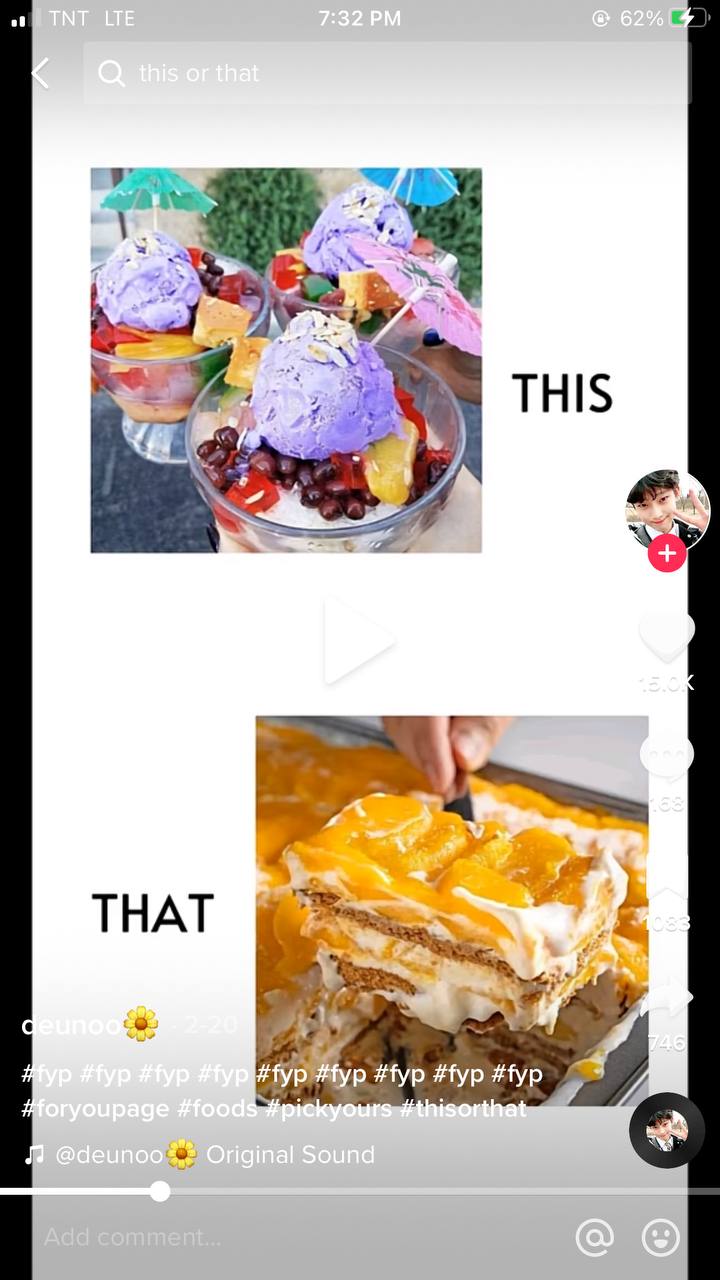 TNT LTE 7:32 PM 62%
this or that
THIS
15.0K
168
THAT
1083
deunoo🌼 · 2-20
746
#fyp #fyp #fyp #fyp #fyp #fyp #fyp #fyp #fyp
#foryoupage #foods #pickyours #thisorthat
@deunoo🌼 Original Sound
Add comment...